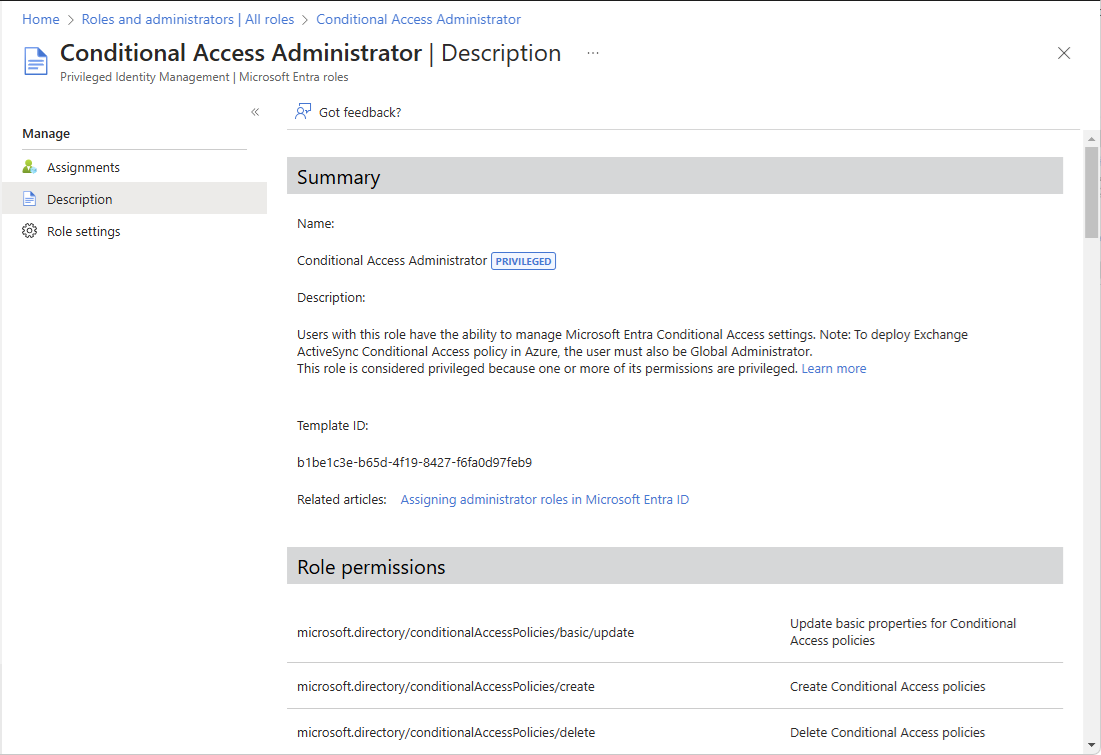 Home > Roles and administrators | All roles > Conditional Access Administrator
Conditional Access Administrator | Description ...
Privileged Identity Management | Microsoft Entra roles
Got feedback?
Manage
Assignments
Description
Role settings
Summary
Name:
Conditional Access Administrator PRIVILEGED
Description:
Users with this role have the ability to manage Microsoft Entra Conditional Access settings. Note: To deploy Exchange
ActiveSync Conditional Access policy in Azure, the user must also be Global Administrator.
This role is considered privileged because one or more of its permissions are privileged. Learn more
Template ID:
b1be1c3e-b65d-4f19-8427-f6fa0d97feb9
Related articles: Assigning administrator roles in Microsoft Entra ID
Role permissions
microsoft.directory/conditionalAccessPolicies/basic/update
Update basic properties for Conditional
Access policies
microsoft.directory/conditionalAccessPolicies/create
Create Conditional Access policies
microsoft.directory/conditionalAccessPolicies/delete
Delete Conditional Access policies